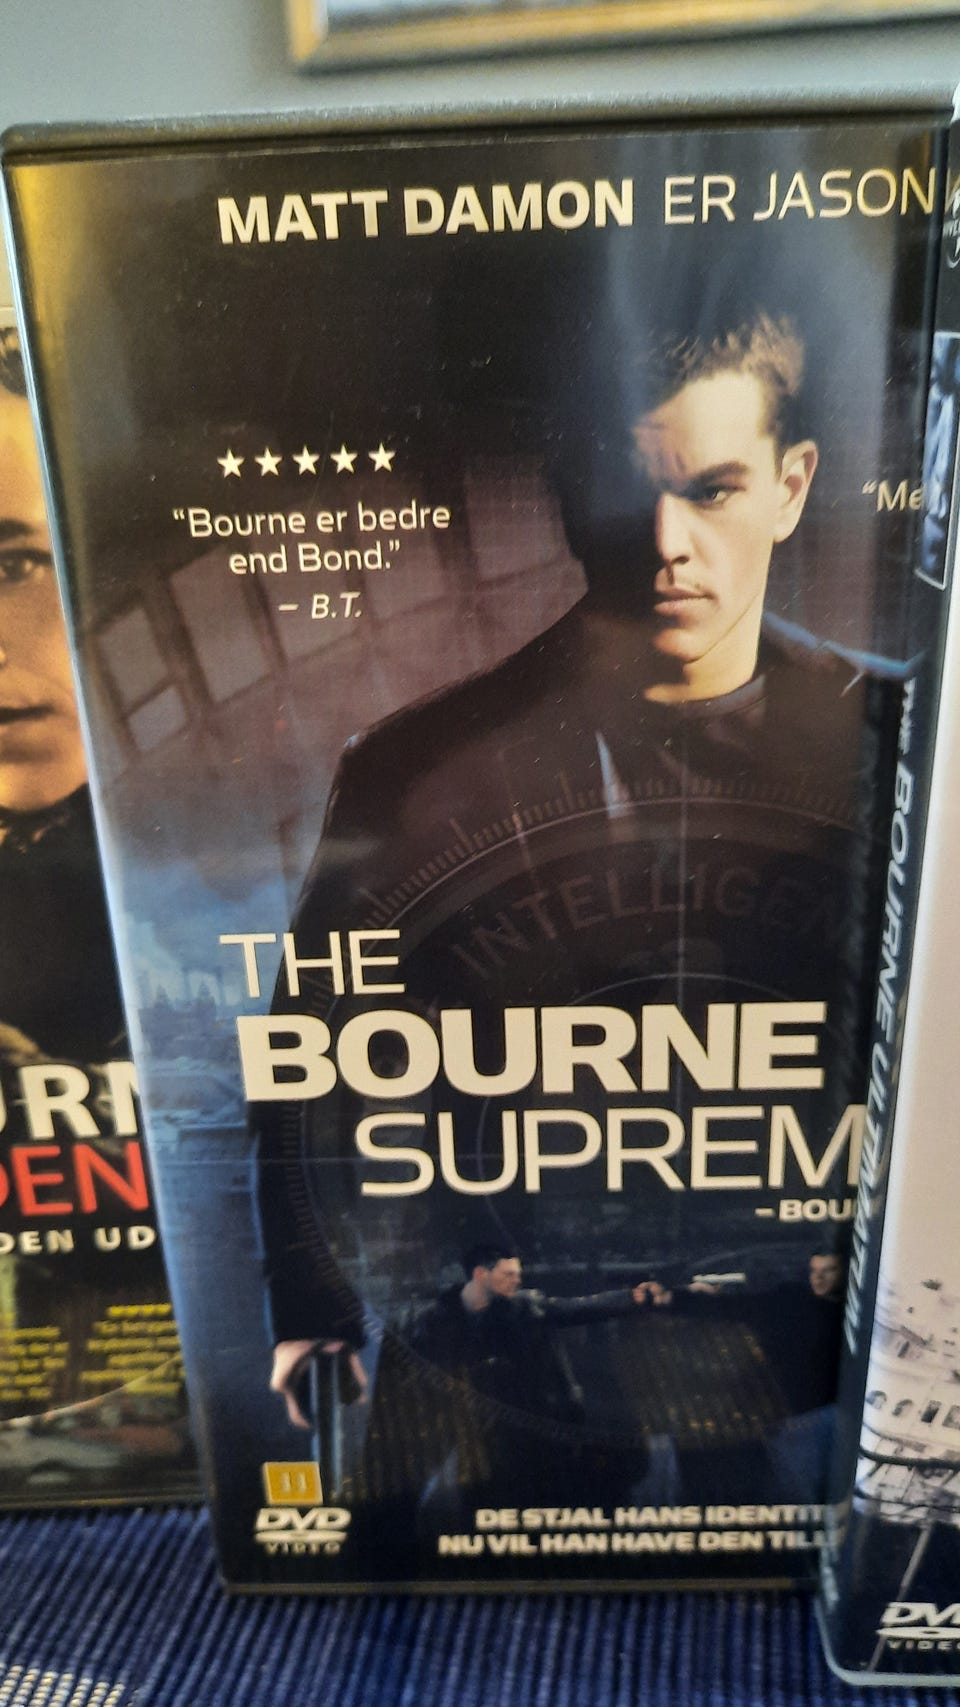 MATT DAMON ER JASON
★★★★★
"Bourne er bedre
end Bond."
– B.T.
"Me
INTELLIGEN
THE
BOURNE
SUPREM
– BOU
11
DVD
VIDEO
DE STJAL HANS IDENTIT
NU VIL HAN HAVE DEN TIL
URN
DEN
DEN UD
THE BOURNE ULTIMATUM
DVD
VIDEO